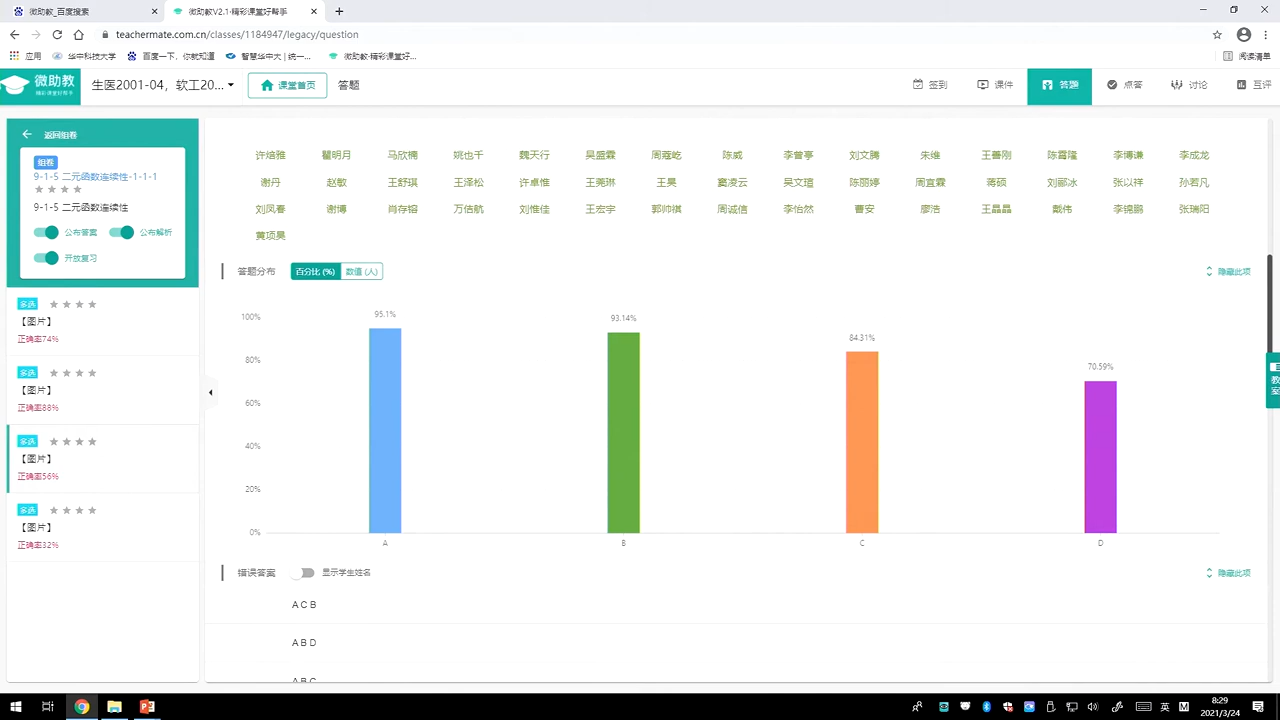 微助教_百度搜索
微助教V2.1-精彩课堂好帮手
teachermate.com.cn/classes/1184947/legacy/question
应用 华中科技大学 百度一下，你就知道 智慧华中大 | 统一... 微助教-精彩课堂好... 阅读清单
微助教
精彩课堂好帮手
生医2001-04，软工20... 课堂首页 答题 签到 课件 答题 点答 讨论 互评
返回组卷
组卷
9-1-5 二元函数连续性-1-1-1
9-1-5 二元函数连续性
公布答案 公布解析
开放复习
多选
【图片】
正确率74%
多选
【图片】
正确率88%
多选
【图片】
正确率56%
多选
【图片】
正确率32%
许焙雅 瞿明月 马欣楠 姚也千 魏天行 吴盛霖 周蔻屹 陈威 李曾亭 刘文腾 朱维 王善刚 陈霄隆 李博谦 李成龙
谢丹 赵敏 王舒琪 王泽松 许卓惟 王尧琳 王昊 窦凌云 吴文瑄 陈丽婷 周宜霖 蒋硕 刘郦冰 张以祥 孙若凡
刘凤春 谢博 肖存镕 万佶航 刘惟佳 王宏宇 郭帅祺 周诚信 李怡然 曹安 廖浩 王晶晶 戴伟 李锦鹏 张瑞阳
黄项昊
答题分布 百分比 (%) 数值 (人) 隐藏此项
100%
80%
60%
40%
20%
0%
95.1%
93.14%
84.31%
70.59%
A B C D
错误答案 显示学生姓名 隐藏此项
A C B
A B D
A B C
教
案
英 M
8:29
2021/3/24